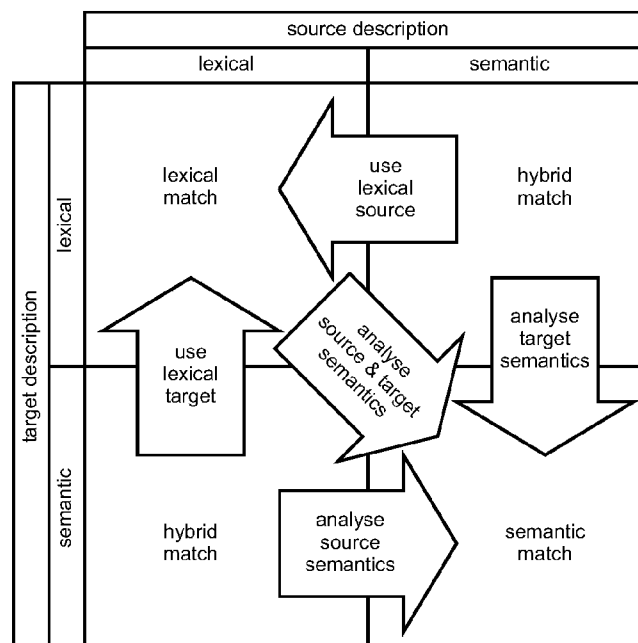 source description
lexical
semantic
target description
lexical
semantic
lexical
match
use
lexical
source
hybrid
match
use
lexical
target
analyse
source & target
semantics
analyse
target
semantics
hybrid
match
analyse
source
semantics
semantic
match